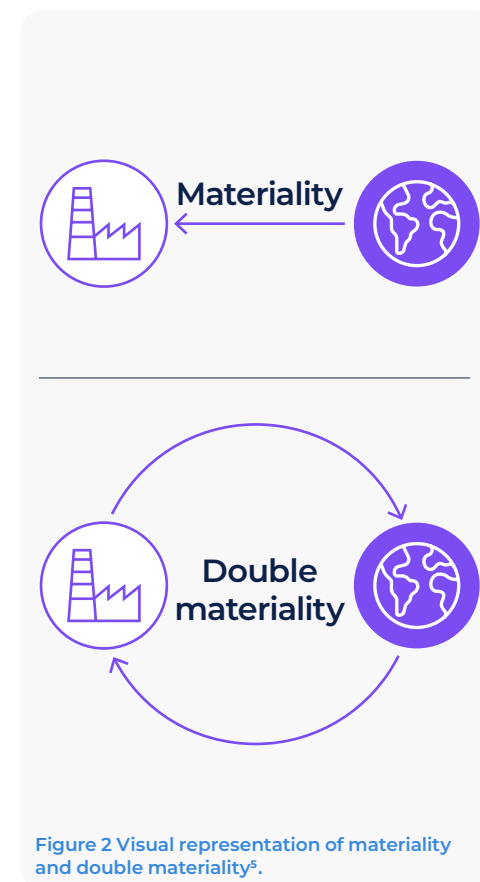 Materiality
Double
materiality
Figure 2 Visual representation of materiality
and double materiality⁵.